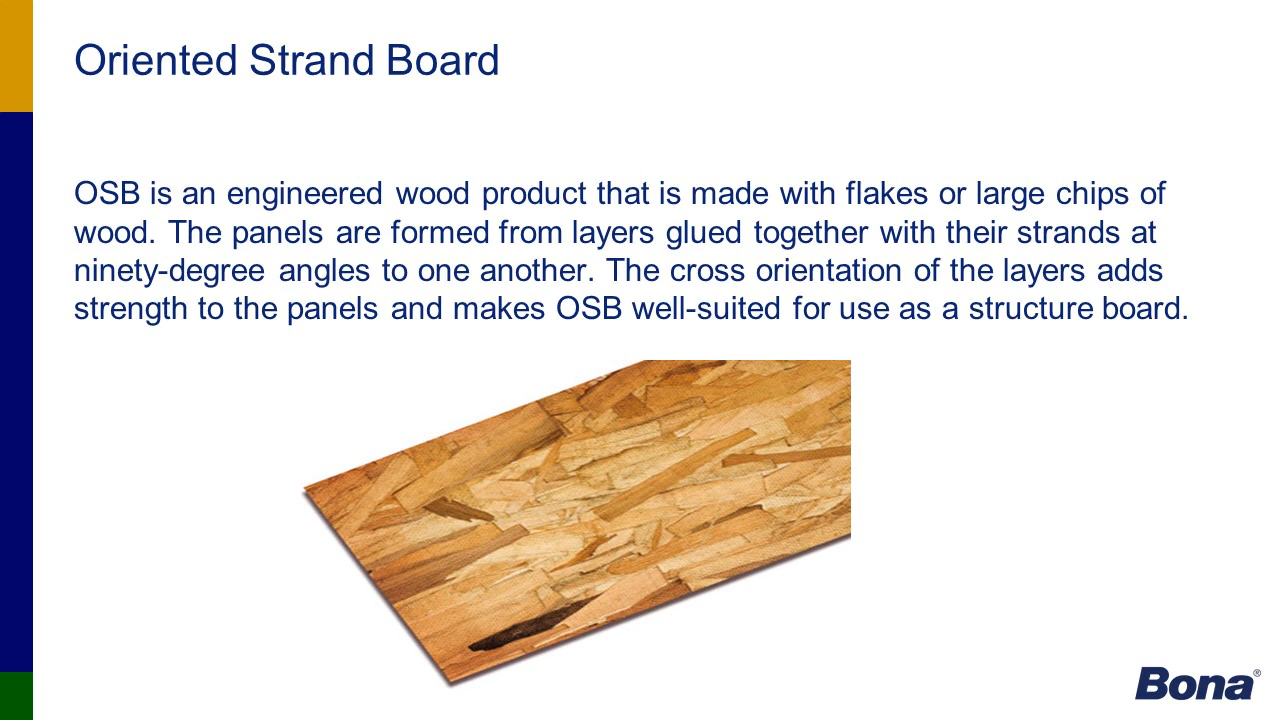 Oriented Strand Board
OSB is an engineered wood product that is made with flakes or large chips of
wood. The panels are formed from layers glued together with their strands at
ninety-degree angles to one another. The cross orientation of the layers adds
strength to the panels and makes OSB well-suited for use as a structure board.
Bona®